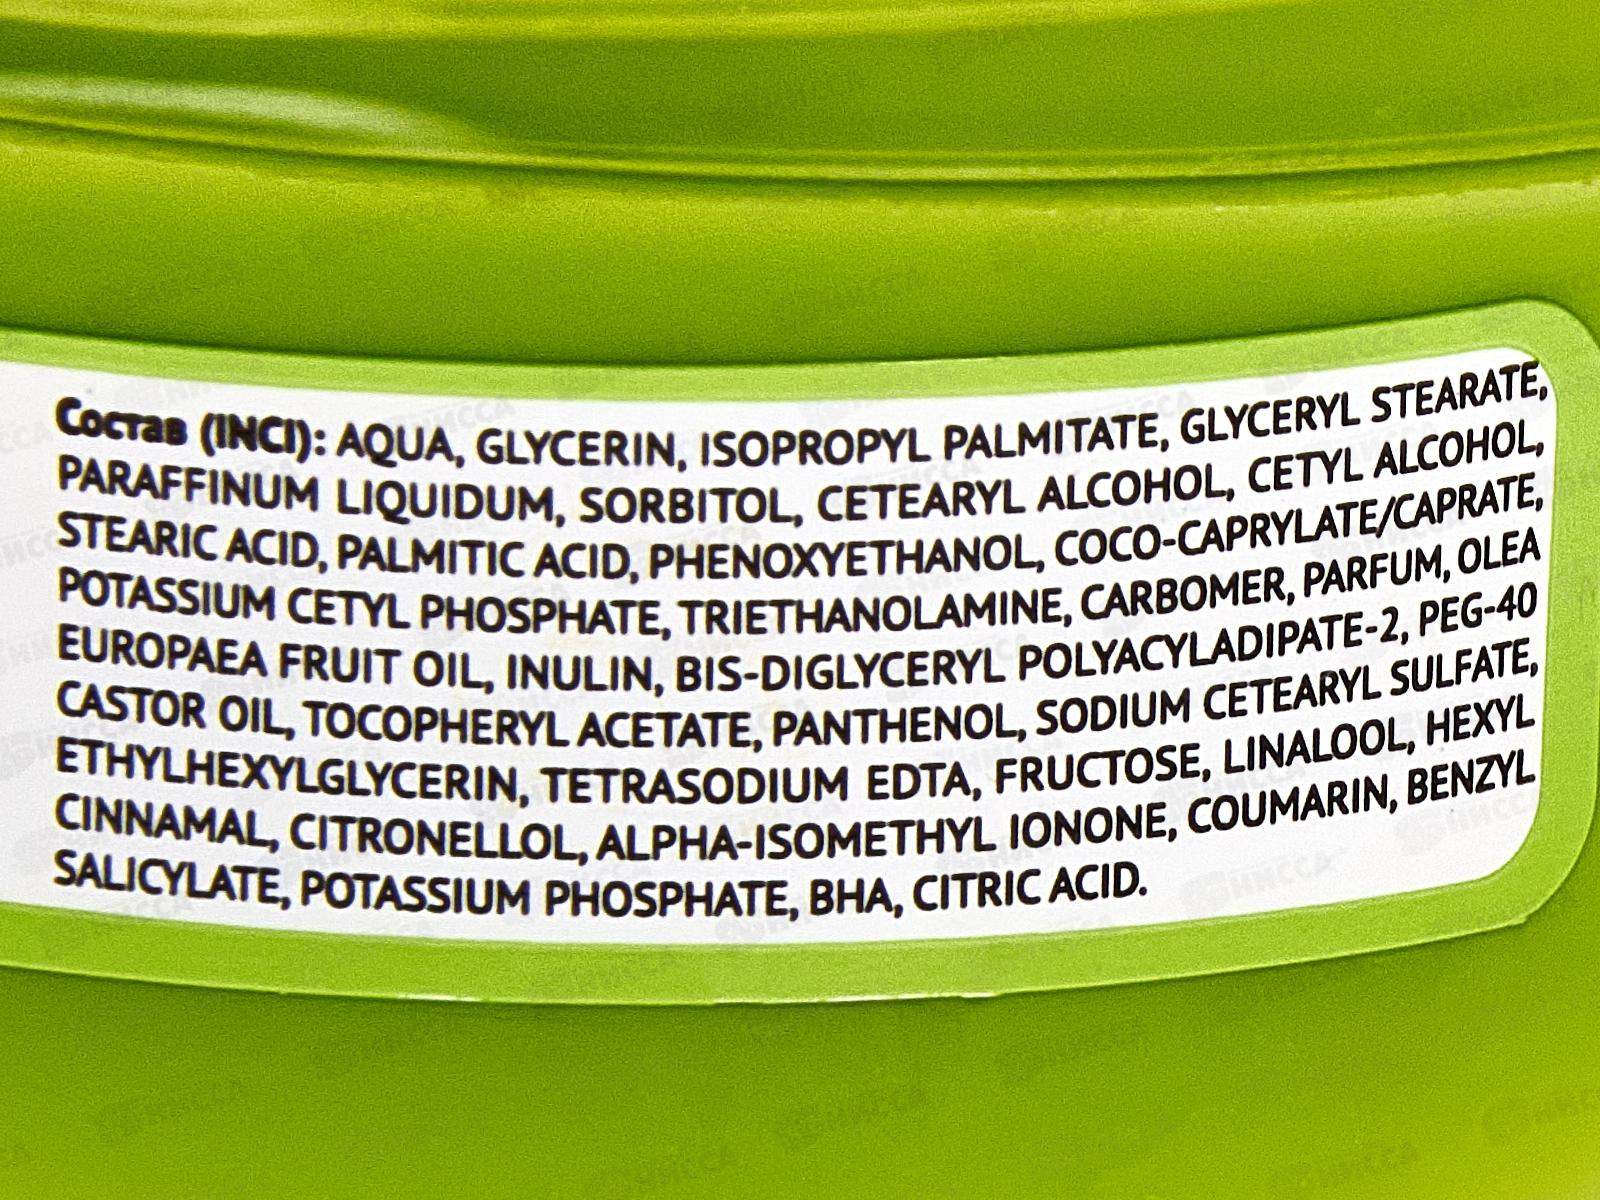 Состав (INCI): AQUA, GLYCERIN, ISOPROPYL PALMITATE, GLYCERYL STEARATE,
PARAFFINUM LIQUIDUM, SORBITOL, CETEARYL ALCOHOL, CETYL ALCOHOL,
STEARIC ACID, PALMITIC ACID, PHENOXYETHANOL, COCO-CAPRYLATE/CAPRATE,
POTASSIUM CETYL PHOSPHATE, TRIETHANOLAMINE, CARBOMER, PARFUM, OLEA
EUROPAEA FRUIT OIL, INULIN, BIS-DIGLYCERYL POLYACYLADIPATE-2, PEG-40
CASTOR OIL, TOCOPHERYL ACETATE, PANTHENOL, SODIUM CETEARYL SULFATE,
ETHYLHEXYLGLYCERIN, TETRASODIUM EDTA, FRUCTOSE, LINALOOL, HEXYL
CINNAMAL, CITRONELLOL, ALPHA-ISOMETHYL IONONE, COUMARIN, BENZYL
SALICYLATE, POTASSIUM PHOSPHATE, BHA, CITRIC ACID.